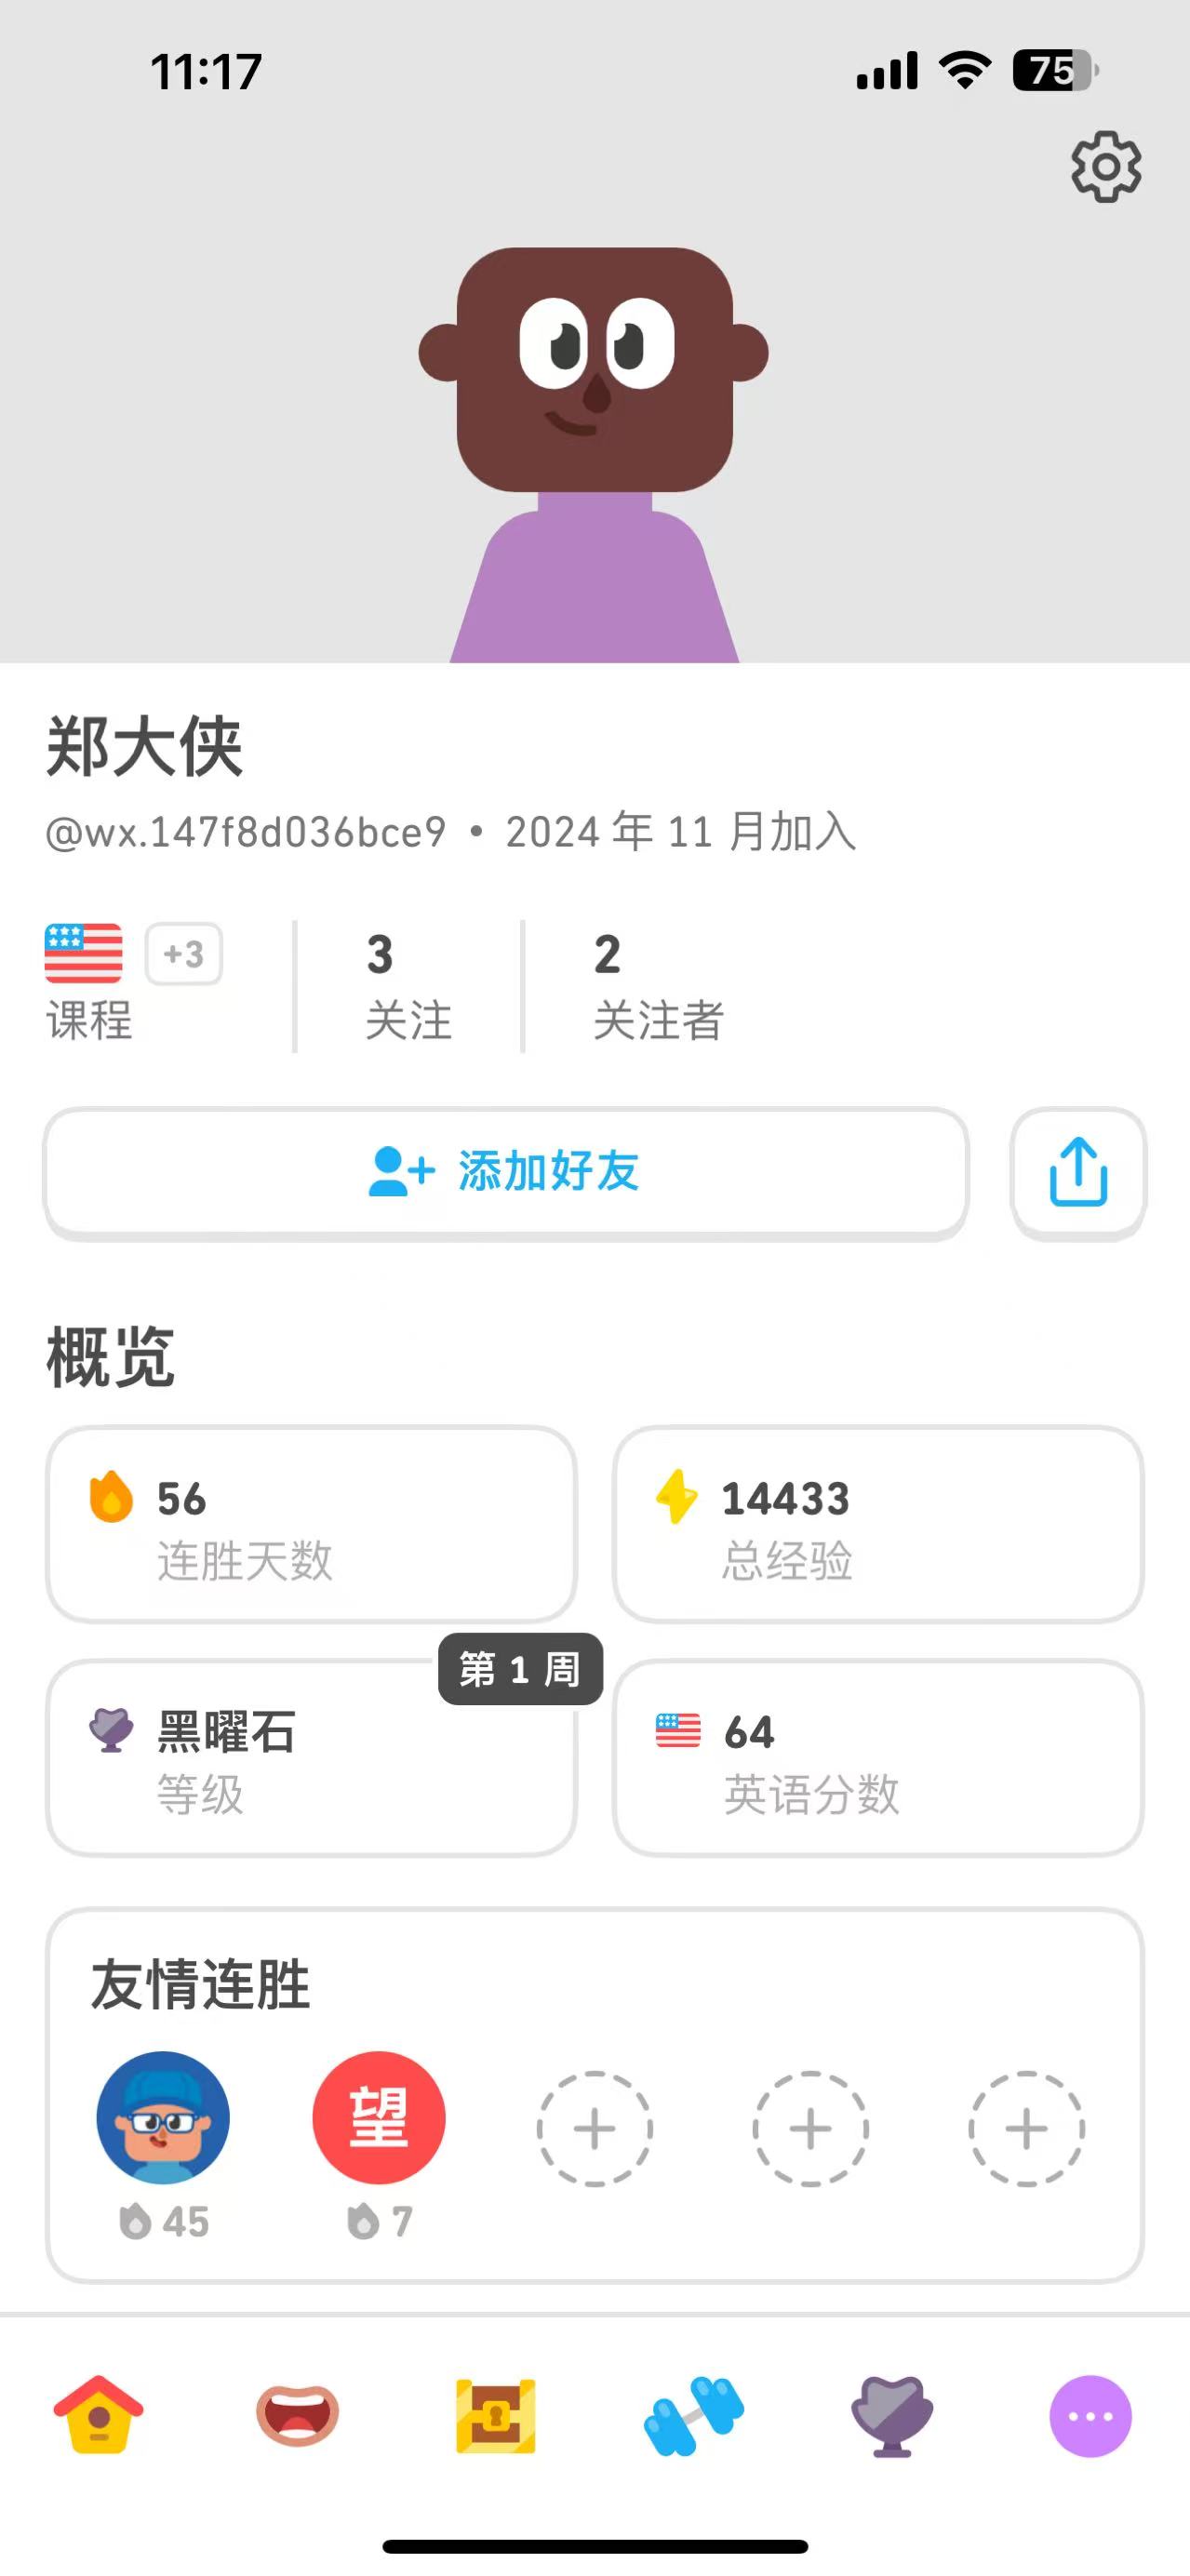 11:17
75
郑大侠
@wx.147f8d036bce9 • 2024 年 11 月加入
+3
课程
3
关注
2
关注者
添加好友
概览
56
连胜天数
14433
总经验
第 1 周
黑曜石
等级
64
英语分数
友情连胜
望
45
7